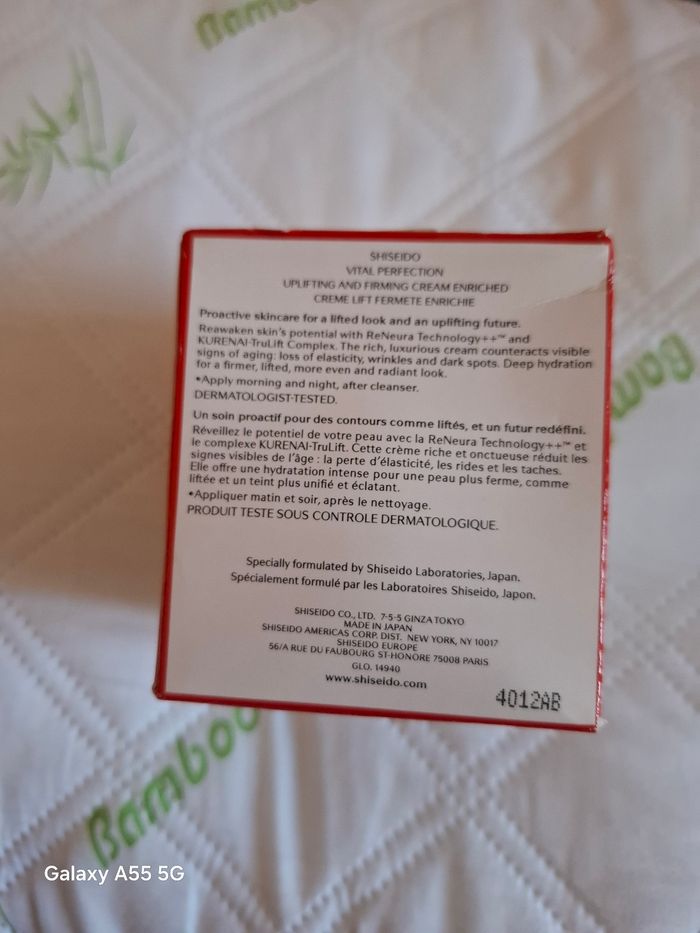 Bamboo
SHISEIDO
VITAL PERFECTION
UPLIFTING AND FIRMING CREAM ENRICHED
CREME LIFT FERMETE ENRICHIE
Proactive skincare for a lifted look and an uplifting future.
Reawaken skin's potential with ReNeura Technology++™ and
KURENAI-TruLift Complex. The rich, luxurious cream counteracts visible
signs of aging: loss of elasticity, wrinkles and dark spots. Deep hydration
for a firmer, lifted, more even and radiant look.
•Apply morning and night, after cleanser.
DERMATOLOGIST-TESTED.
Un soin proactif pour des contours comme liftés, et un futur redéfini.
Réveillez le potentiel de votre peau avec la ReNeura Technology++™ et
le complexe KURENAI-TruLift. Cette crème riche et onctueuse réduit les
signes visibles de l'âge : la perte d'élasticité, les rides et les taches.
Elle offre une hydratation intense pour une peau plus ferme, comme
liftée et un teint plus unifié et éclatant.
•Appliquer matin et soir, après le nettoyage.
PRODUIT TESTE SOUS CONTROLE DERMATOLOGIQUE.
Specially formulated by Shiseido Laboratories, Japan.
Spécialement formulé par les Laboratoires Shiseido, Japon.
SHISEIDO CO., LTD. 7-5-5 GINZA TOKYO
MADE IN JAPAN
SHISEIDO AMERICAS CORP. DIST. NEW YORK, NY 10017
SHISEIDO EUROPE
56/A RUE DU FAUBOURG ST-HONORE 75008 PARIS
GLO. 14940
www.shiseido.com
4012AB
Bamboo
Bamboo
Galaxy A55 5G